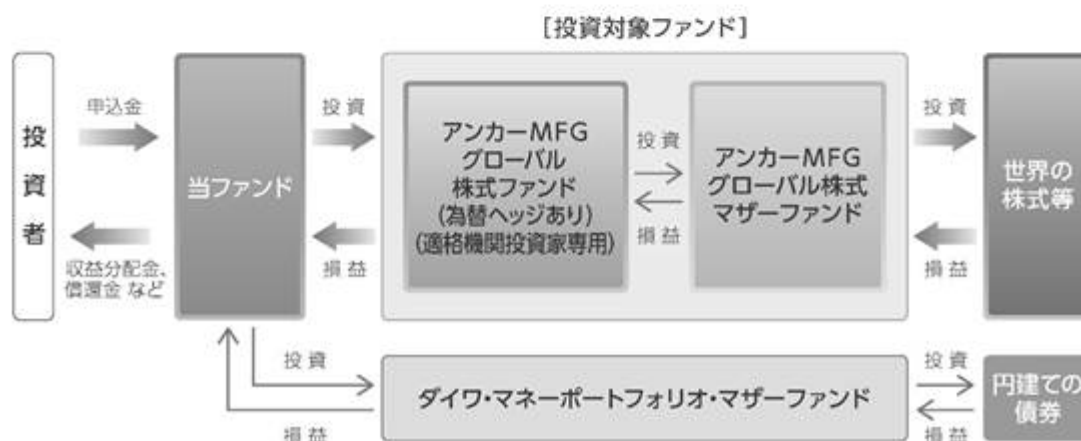 [投資対象ファンド]
投資者
申込金
収益分配金、
償還金 など
当ファンド
投資
損益
アンカーMFG
グローバル
株式ファンド
(為替ヘッジあり)
(適格機関投資家専用)
投資
損益
アンカーMFG
グローバル株式
マザーファンド
投資
損益
世界の
株式等
投資
損益
ダイワ・マネーポートフォリオ・マザーファンド
投資
損益
円建ての
債券